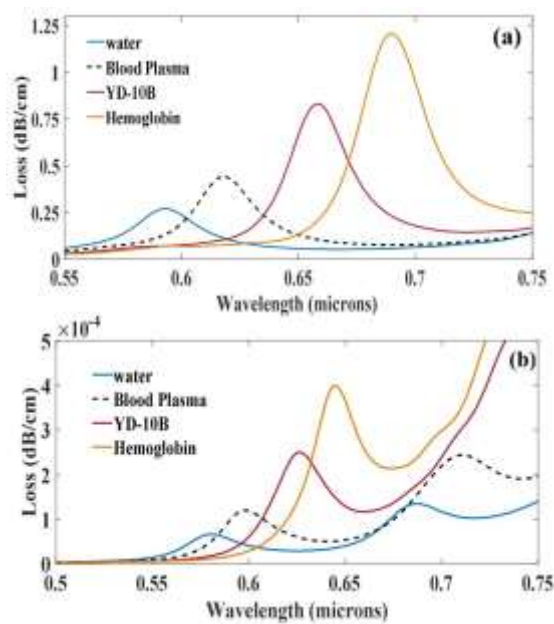 1.25
(a)
water
Blood Plasma
YD-10B
Hemoglobin
1
0.75
0.5
0.25
0
Loss (dB/cm)
0.55 0.6 0.65 0.7 0.75
Wavelength (microns)
×10⁻⁴
5
(b)
water
Blood Plasma
YD-10B
Hemoglobin
4
3
2
1
0
Loss (dB/cm)
0.5 0.55 0.6 0.65 0.7 0.75
Wavelength (microns)